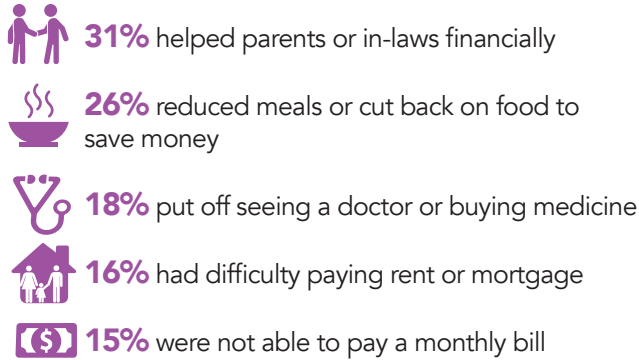 31% helped parents or in-laws financially
26% reduced meals or cut back on food to
save money
18% put off seeing a doctor or buying medicine
16% had difficulty paying rent or mortgage
$
15% were not able to pay a monthly bill